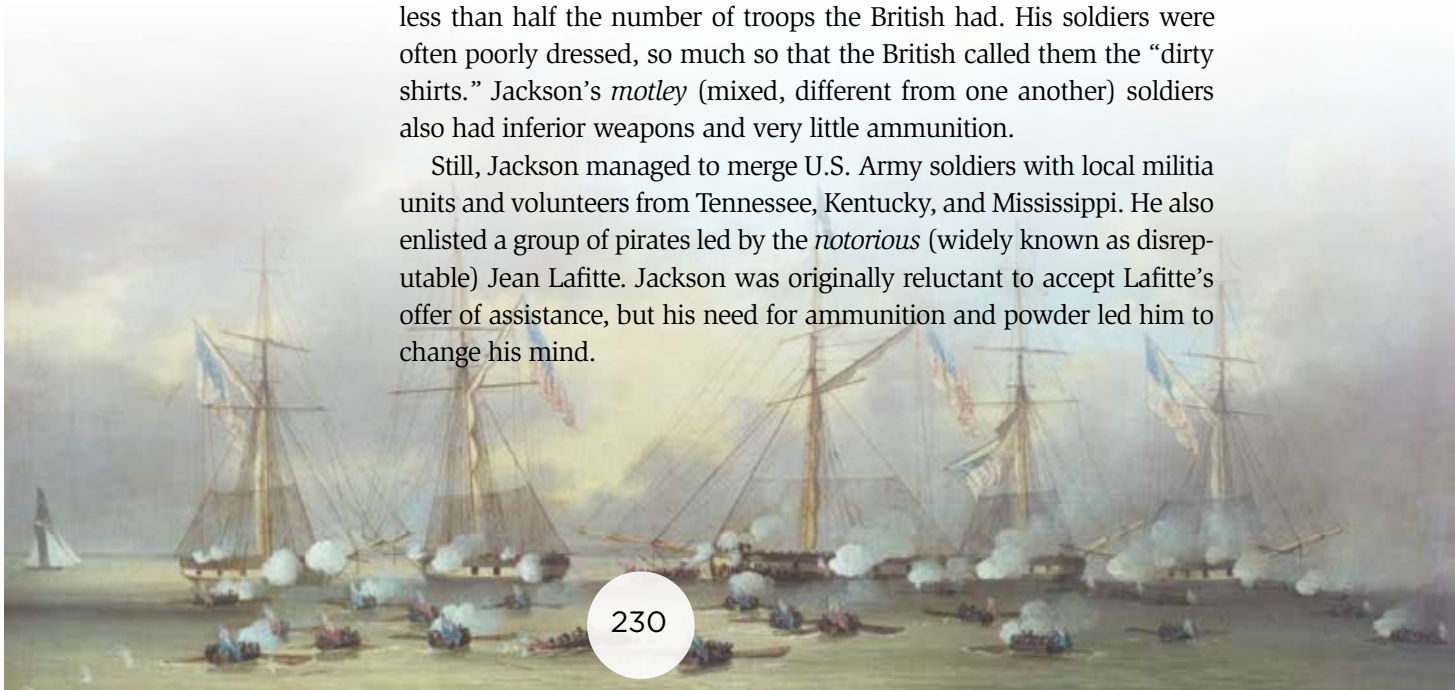 less than half the number of troops the British had. His soldiers were
often poorly dressed, so much so that the British called them the “dirty
shirts.” Jackson’s motley (mixed, different from one another) soldiers
also had inferior weapons and very little ammunition.
Still, Jackson managed to merge U.S. Army soldiers with local militia
units and volunteers from Tennessee, Kentucky, and Mississippi. He also
enlisted a group of pirates led by the notorious (widely known as disrep-
utable) Jean Lafitte. Jackson was originally reluctant to accept Lafitte’s
offer of assistance, but his need for ammunition and powder led him to
change his mind.
230